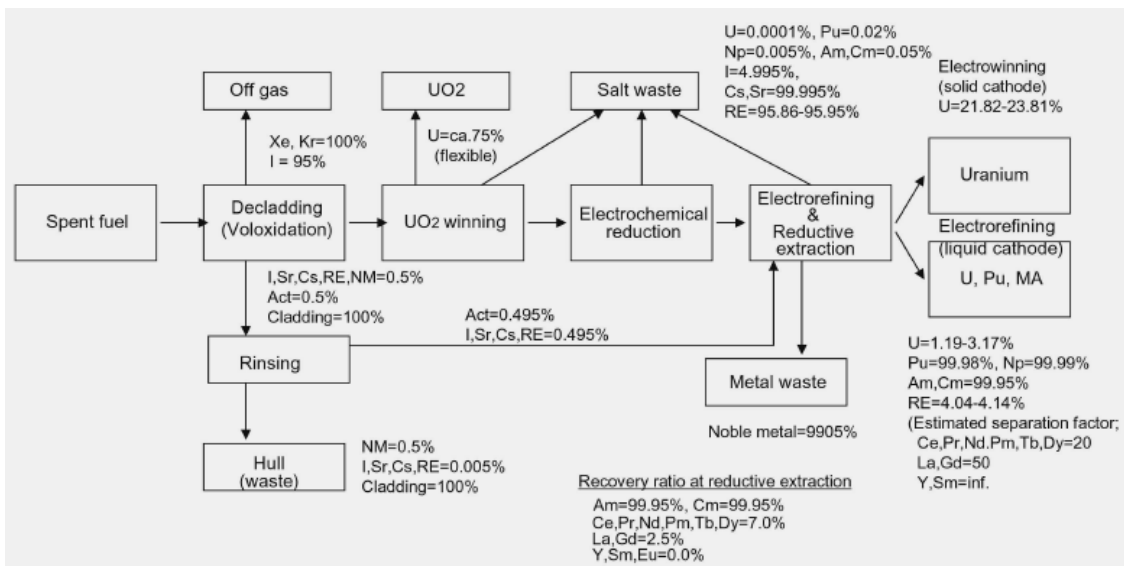 U=0.0001%, Pu=0.02%
Np=0.005%, Am,Cm=0.05%
I=4.995%,
Cs,Sr=99.995%
RE=95.86-95.95%
Electrowinning
(solid cathode)
U=21.82-23.81%
Off gas
UO2
Salt waste
Xe, Kr=100%
I = 95%
U=ca.75%
(flexible)
Spent fuel
Decladding
(Voloxidation)
UO2 winning
Electrochemical
reduction
Electrorefining
&
Reductive
extraction
Uranium
Electrorefining
(liquid cathode)
U, Pu, MA
I,Sr,Cs,RE,NM=0.5%
Act=0.5%
Cladding=100%
Act=0.495%
I,Sr,Cs,RE=0.495%
Rinsing
Metal waste
Noble metal=9905%
U=1.19-3.17%
Pu=99.98%, Np=99.99%
Am,Cm=99.95%
RE=4.04-4.14%
(Estimated separation factor;
Ce,Pr,Nd.Pm,Tb,Dy=20
La,Gd=50
Y,Sm=inf.
Hull
(waste)
NM=0.5%
I,Sr,Cs,RE=0.005%
Cladding=100%
Recovery ratio at reductive extraction
Am=99.95%, Cm=99.95%
Ce,Pr,Nd,Pm,Tb,Dy=7.0%
La,Gd=2.5%
Y,Sm,Eu=0.0%